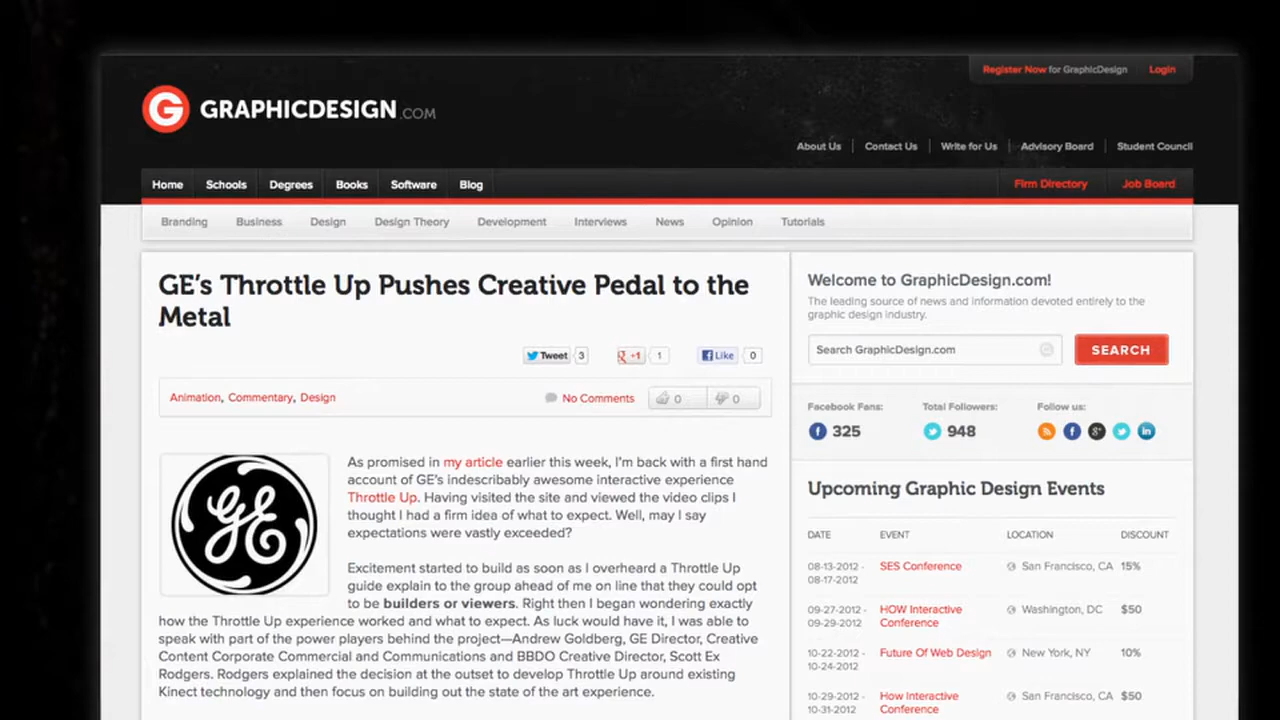 Register Now for GraphicDesign Login
GRAPHICDESIGN.COM
About Us Contact Us Write for Us Advisory Board Student Council
Home Schools Degrees Books Software Blog Firm Directory Job Board
Branding Business Design Design Theory Development Interviews News Opinion Tutorials
GE's Throttle Up Pushes Creative Pedal to the
Metal
Tweet 3 +1 1 Like 0
Animation, Commentary, Design No Comments 0 0
GE
As promised in my article earlier this week, I'm back with a first hand
account of GE's indescribably awesome interactive experience
Throttle Up. Having visited the site and viewed the video clips I
thought I had a firm idea of what to expect. Well, may I say
expectations were vastly exceeded?
Excitement started to build as soon as I overheard a Throttle Up
guide explain to the group ahead of me on line that they could opt
to be builders or viewers. Right then I began wondering exactly
how the Throttle Up experience worked and what to expect. As luck would have it, I was able to
speak with part of the power players behind the project—Andrew Goldberg, GE Director, Creative
Content Corporate Commercial and Communications and BBDO Creative Director, Scott Ex
Rodgers. Rodgers explained the decision at the outset to develop Throttle Up around existing
Kinect technology and then focus on building out the state of the art experience.
Welcome to GraphicDesign.com!
The leading source of news and information devoted entirely to the
graphic design industry.
Search GraphicDesign.com SEARCH
Facebook Fans: Total Followers: Follow us:
325 948
Upcoming Graphic Design Events
DATE EVENT LOCATION DISCOUNT
08-13-2012 - SES Conference San Francisco, CA 15%
08-17-2012
09-27-2012 - HOW Interactive Washington, DC $50
09-29-2012 Conference
10-22-2012 - Future Of Web Design New York, NY 10%
10-24-2012
10-29-2012 - How Interactive San Francisco, CA $50
10-31-2012 Conference